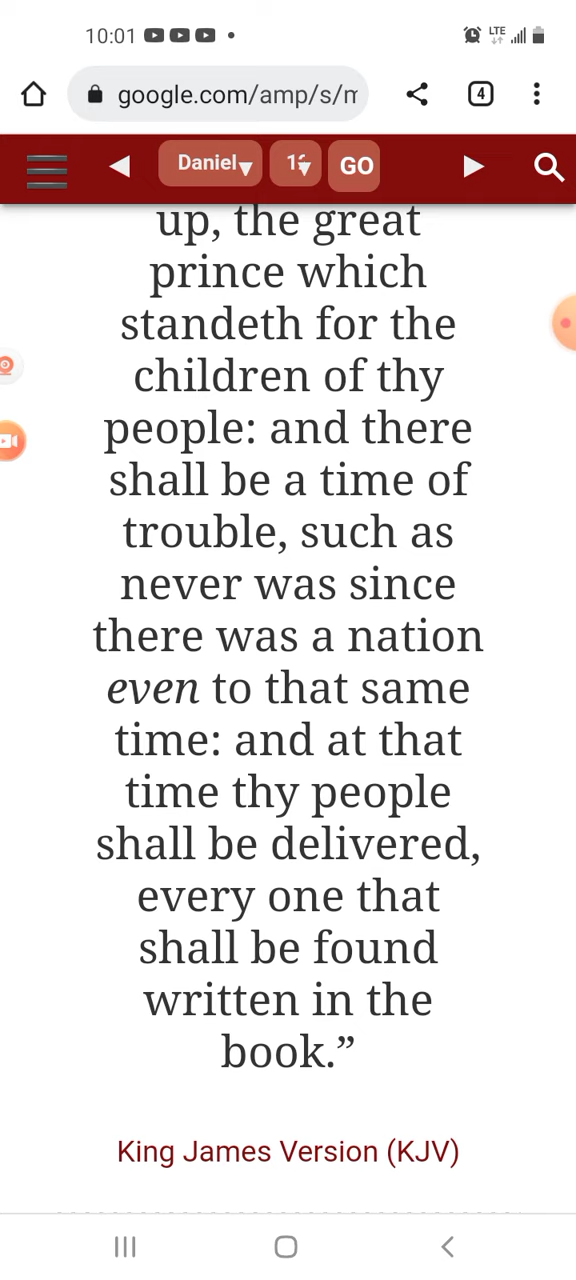 10:01
LTE
google.com/amp/s/m
4
Daniel
GO
up, the great
prince which
standeth for the
children of thy
people: and there
shall be a time of
trouble, such as
never was since
there was a nation
even to that same
time: and at that
time thy people
shall be delivered,
every one that
shall be found
written in the
book.”
King James Version (KJV)